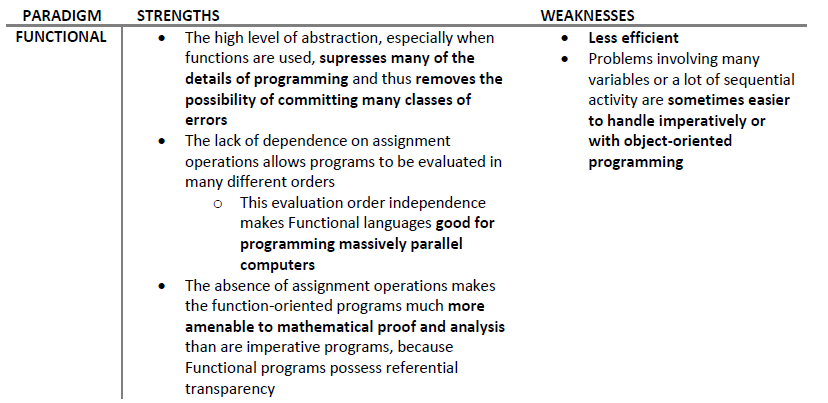 PARADIGM STRENGTHS WEAKNESSES
FUNCTIONAL
• The high level of abstraction, especially when
functions are used, supresses many of the
details of programming and thus removes the
possibility of committing many classes of
errors
• The lack of dependence on assignment
operations allows programs to be evaluated in
many different orders
o This evaluation order independence
makes Functional languages good for
programming massively parallel
computers
• The absence of assignment operations makes
the function-oriented programs much more
amenable to mathematical proof and analysis
than are imperative programs, because
Functional programs possess referential
transparency
• Less efficient
• Problems involving many
variables or a lot of sequential
activity are sometimes easier
to handle imperatively or
with object-oriented
programming